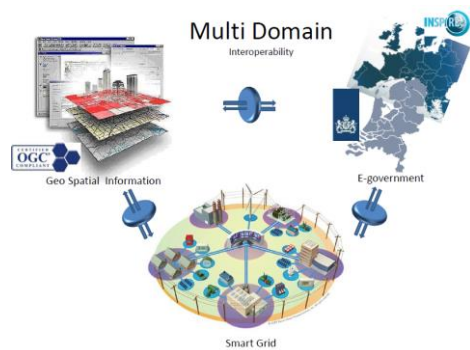 Multi Domain
Interoperability
INSPIRE
CERTIFIED
OGC®
COMPLIANT
Geo Spatial Information
E-government
Smart Grid